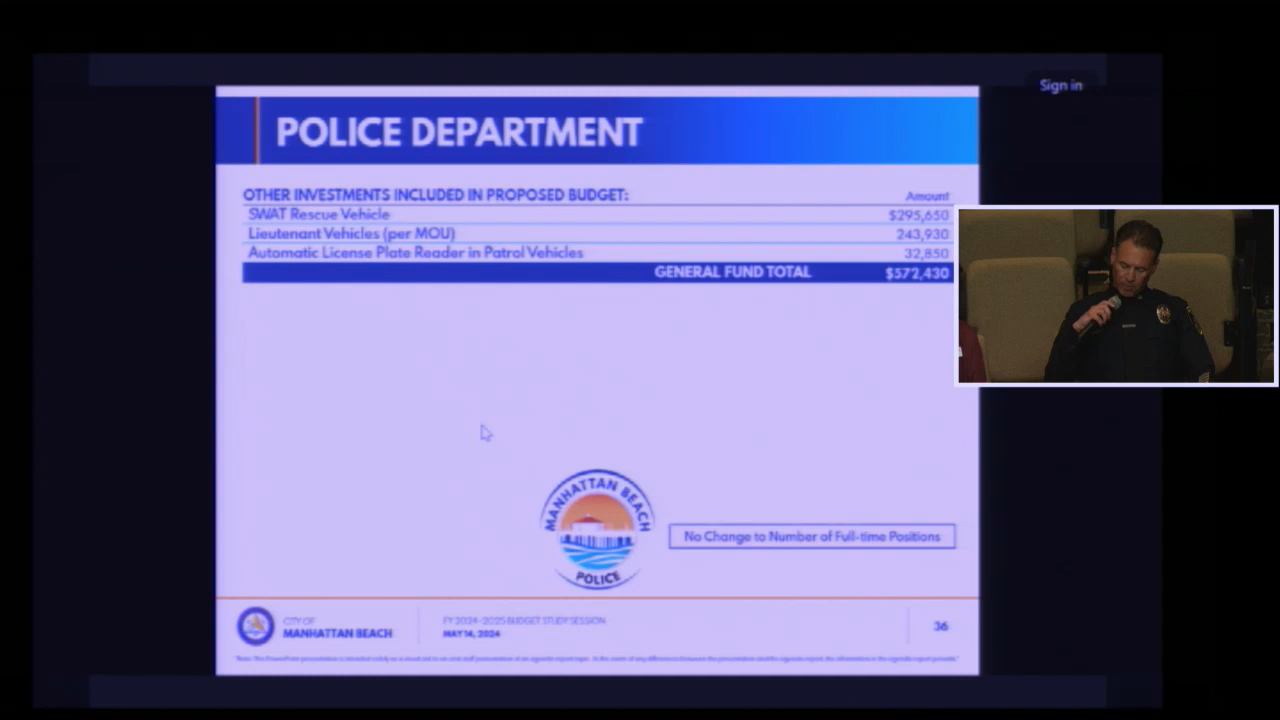 Sign in
POLICE DEPARTMENT
OTHER INVESTMENTS INCLUDED IN PROPOSED BUDGET: Amount
SWAT Rescue Vehicle $295,650
Lieutenant Vehicles (per MOU) 243,930
Automatic License Plate Reader in Patrol Vehicles 32,850
GENERAL FUND TOTAL $572,430
MANHATTAN BEACH
POLICE
No Change to Number of Full-time Positions
CITY OF
MANHATTAN BEACH
FY 2024-2025 BUDGET STUDY SESSION
MAY 14, 2024
36